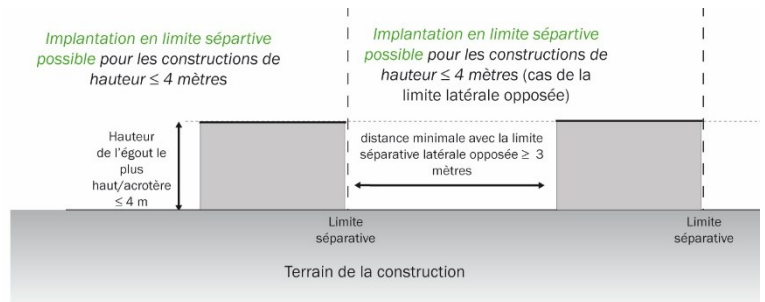 Implantation en limite sépartive
possible pour les constructions de
hauteur ≤ 4 mètres
Implantation en limite sépartive
possible pour les constructions de
hauteur ≤ 4 mètres (cas de la
limite latérale opposée)
Hauteur
de l'égout le
plus
haut/acrotère
≤ 4 m
distance minimale avec la limite
séparative latérale opposée ≥ 3
mètres
Limite
séparative
Limite
séparative
Terrain de la construction